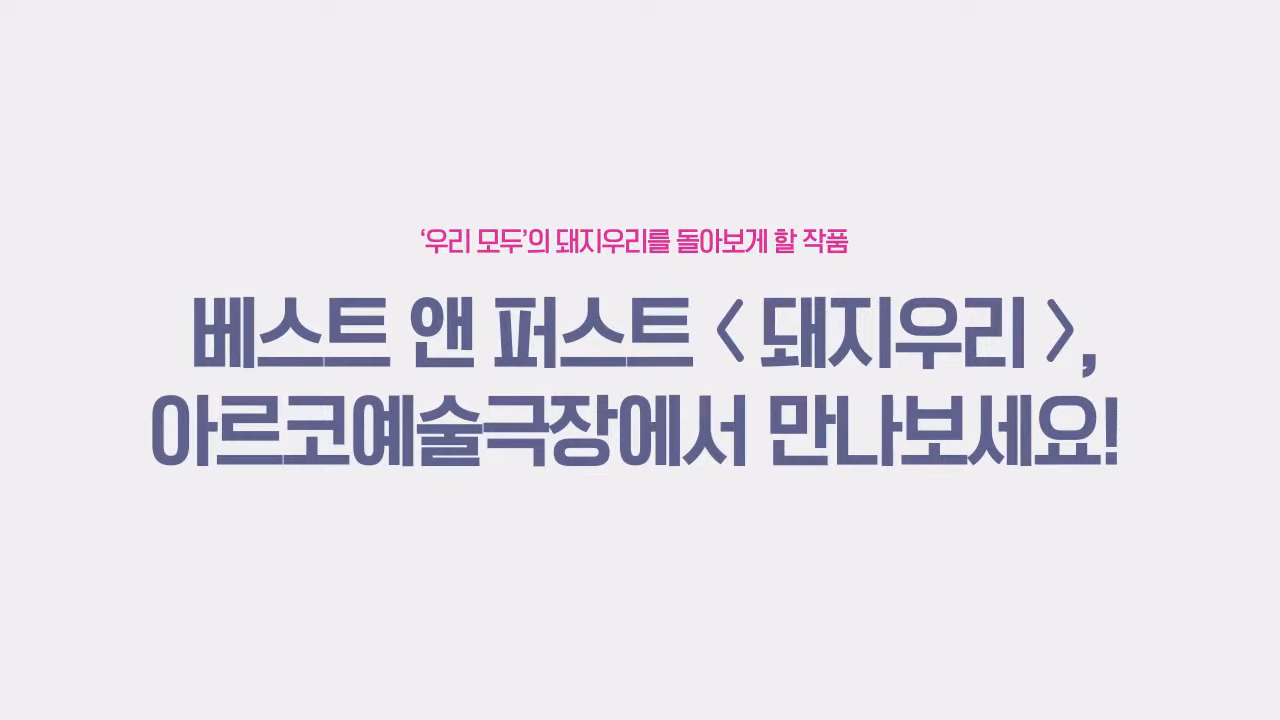 ‘우리 모두’의 돼지우리를 돌아보게 할 작품
베스트 앤 퍼스트 < 돼지우리 >,
아르코예술극장에서 만나보세요!